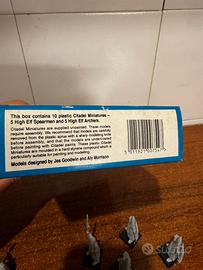 This box contains 10 plastic Citadel Miniatures -
5 High Elf Spearmen and 5 High Elf Archers.
Citadel Miniatures are supplied unpainted. These models
require assembly. We recommend that models are carefully
removed from the plastic sprue with a sharp modelling knife
before assembly, and that they are undercoated before
painting with Citadel paints. These plastic models
are moulded in a hard styrene compound which is
particularly suitable for painting and modelling.
Models designed by Jes Goodwin and Aly Morrison
subito